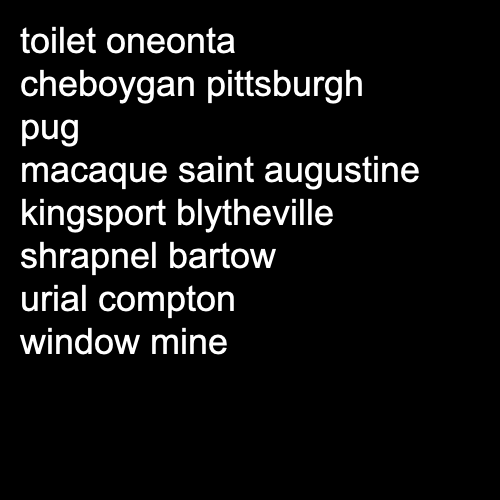 toilet oneonta
cheboygan pittsburgh
pug
macaque saint augustine
kingsport blytheville
shrapnel bartow
urial compton
window mine